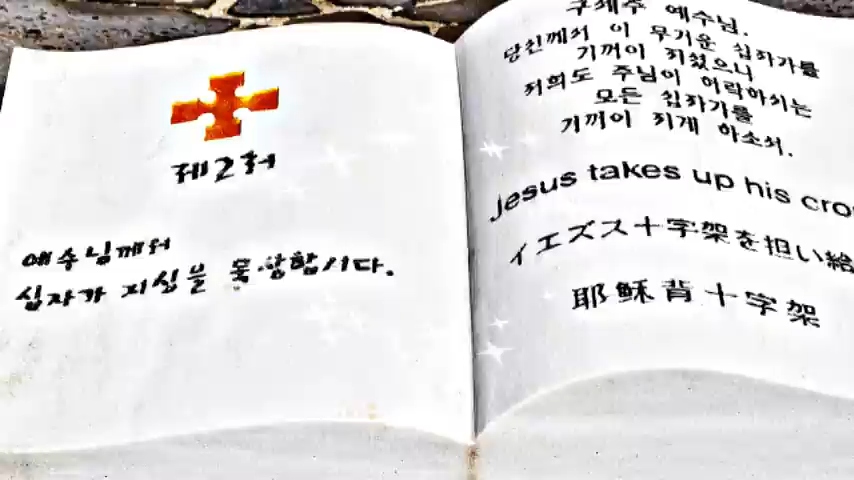 제2처
예수님께서
십자가 지심을 묵상합시다.
구세주 예수님.
당신께서 이 무거운 십자가를
기꺼이 지셨으니
저희도 주님이 허락하시는
모든 십자가를
기꺼이 지게 하소서.
Jesus takes up his cro
イエズス十字架を担い給
耶穌背十字架